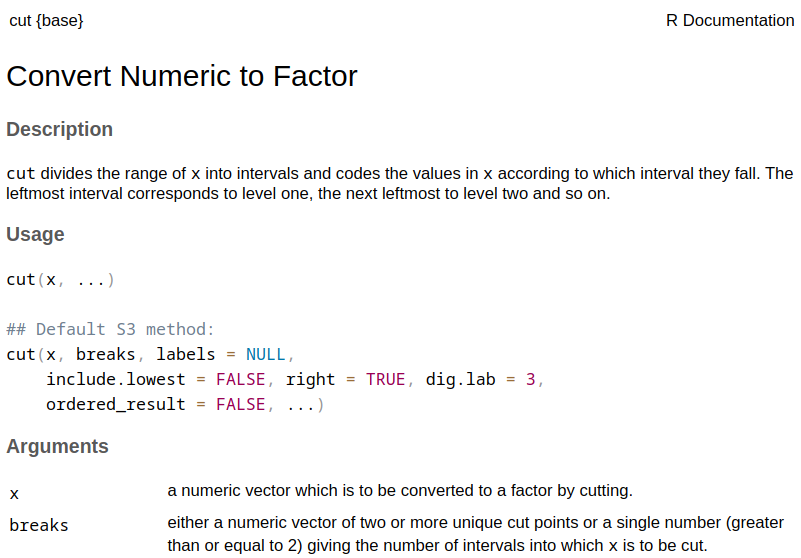 cut {base} R Documentation
Convert Numeric to Factor
Description
cut divides the range of x into intervals and codes the values in x according to which interval they fall. The
leftmost interval corresponds to level one, the next leftmost to level two and so on.
Usage
cut(x, ...)
## Default S3 method:
cut(x, breaks, labels = NULL,
    include.lowest = FALSE, right = TRUE, dig.lab = 3,
    ordered_result = FALSE, ...)
Arguments
x a numeric vector which is to be converted to a factor by cutting.
breaks either a numeric vector of two or more unique cut points or a single number (greater
than or equal to 2) giving the number of intervals into which x is to be cut.